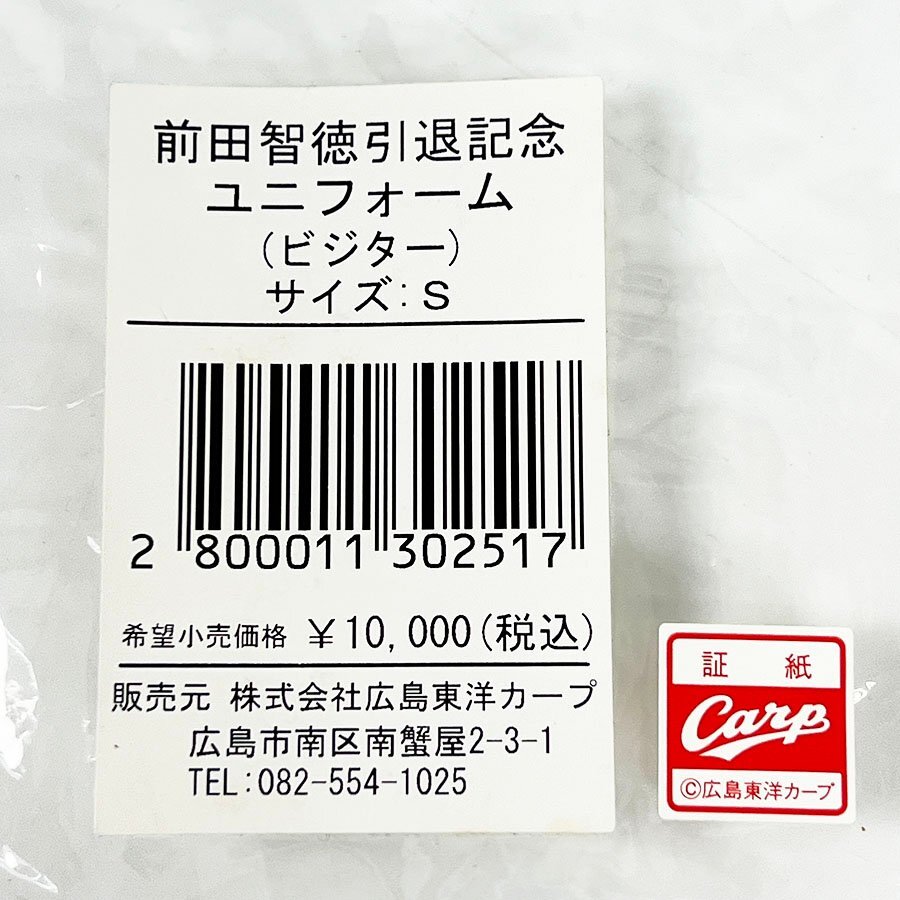 前田智徳引退記念
ユニフォーム
(ビジター)
サイズ:S
2 800011 302517
希望小売価格 ¥10,000(税込)
販売元 株式会社広島東洋カープ
広島市南区南蟹屋2-3-1
TEL:082-554-1025
証 紙
Carp
©広島東洋カープ